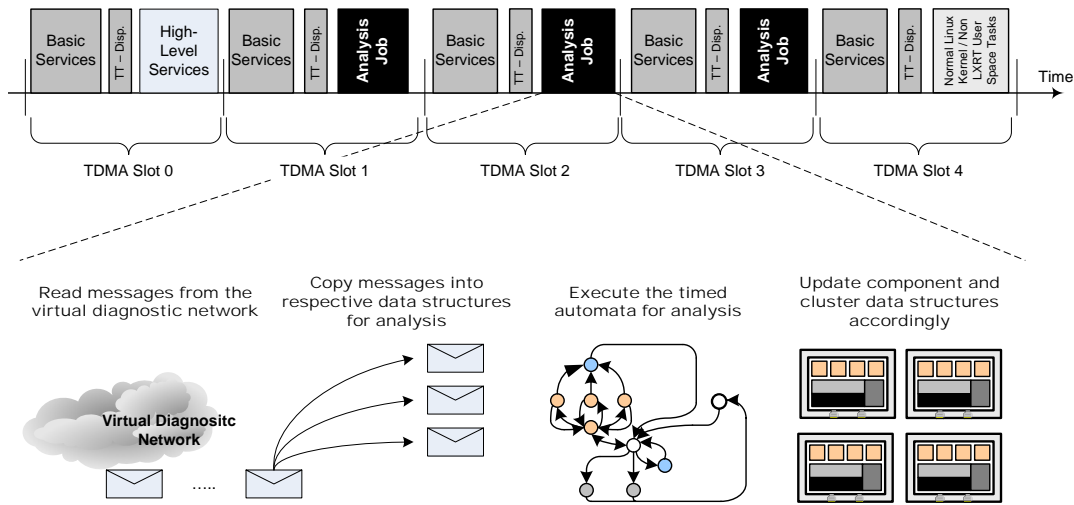 Basic
Services
TT – Disp.
High-
Level
Services
Basic
Services
TT – Disp.
Analysis
Job
Basic
Services
TT – Disp.
Analysis
Job
Basic
Services
TT – Disp.
Analysis
Job
Basic
Services
TT – Disp.
Normal Linux
Kernel / Non
LXRT User
Space Tasks
Time
TDMA Slot 0
TDMA Slot 1
TDMA Slot 2
TDMA Slot 3
TDMA Slot 4
Read messages from the
virtual diagnostic network
Copy messages into
respective data structures
for analysis
Execute the timed
automata for analysis
Update component and
cluster data structures
accordingly
Virtual Diagnositc
Network
.....